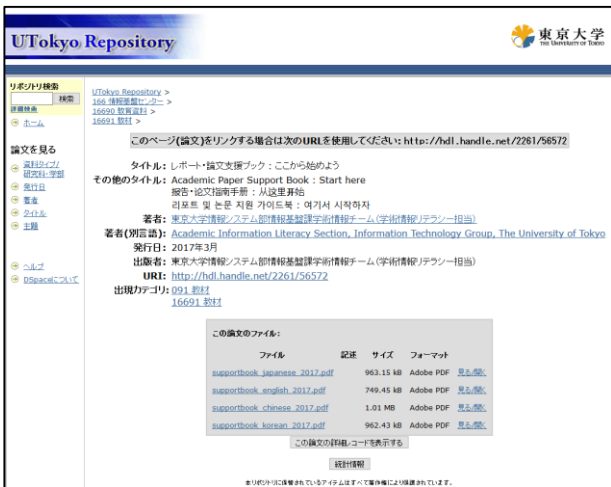 UTokyo Repository
東京大学
THE UNIVERSITY OF TOKYO
リポジトリ検索
検索
詳細検索
ホーム
論文を見る
資料タイプ/
研究科・学部
発行日
著者
タイトル
主題
ヘルプ
DSpaceについて
UTokyo Repository >
166 情報基盤センター >
16690 教育資料 >
16691 教材 >
このページ(論文)をリンクする場合は次のURLを使用してください: http://hdl.handle.net/2261/56572
タイトル: レポート・論文支援ブック : ここから始めよう
その他のタイトル: Academic Paper Support Book : Start here
报告·论文指南手册 : 从这里开始
리포트 및 논문 지원 가이드북 : 여기서 시작하자
著者: 東京大学情報システム部情報基盤課学術情報チーム(学術情報リテラシー担当)
著者(別言語): Academic Information Literacy Section, Information Technology Group, The University of Tokyo
発行日: 2017年3月
出版者: 東京大学情報システム部情報基盤課学術情報チーム(学術情報リテラシー担当)
URI: http://hdl.handle.net/2261/56572
出現カテゴリ: 091 教材
16691 教材
この論文のファイル:
ファイル 記述 サイズ フォーマット
supportbook_japanese_2017.pdf 963.15 kB Adobe PDF 見る/開く
supportbook_english_2017.pdf 749.45 kB Adobe PDF 見る/開く
supportbook_chinese_2017.pdf 1.01 MB Adobe PDF 見る/開く
supportbook_korean_2017.pdf 962.43 kB Adobe PDF 見る/開く
この論文の詳細レコードを表示する
統計情報
本リポジトリに保管されているアイテムはすべて著作権により保護されています。